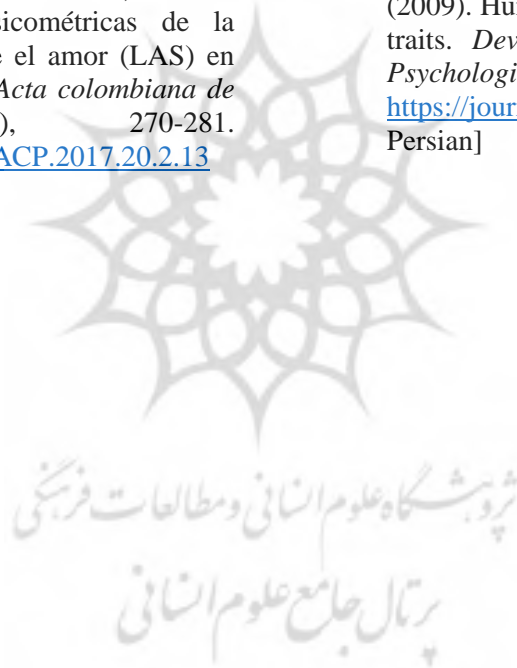 sicométricas de la
e el amor (LAS) en
Acta colombiana de
), 270-281.
ACP.2017.20.2.13
(2009). Hu
traits. Dev
Psychologi
https://jour
Persian]
پژوهشگاه علوم انسانی و مطالعات فرهنگی
پرتال جامع علوم انسانی